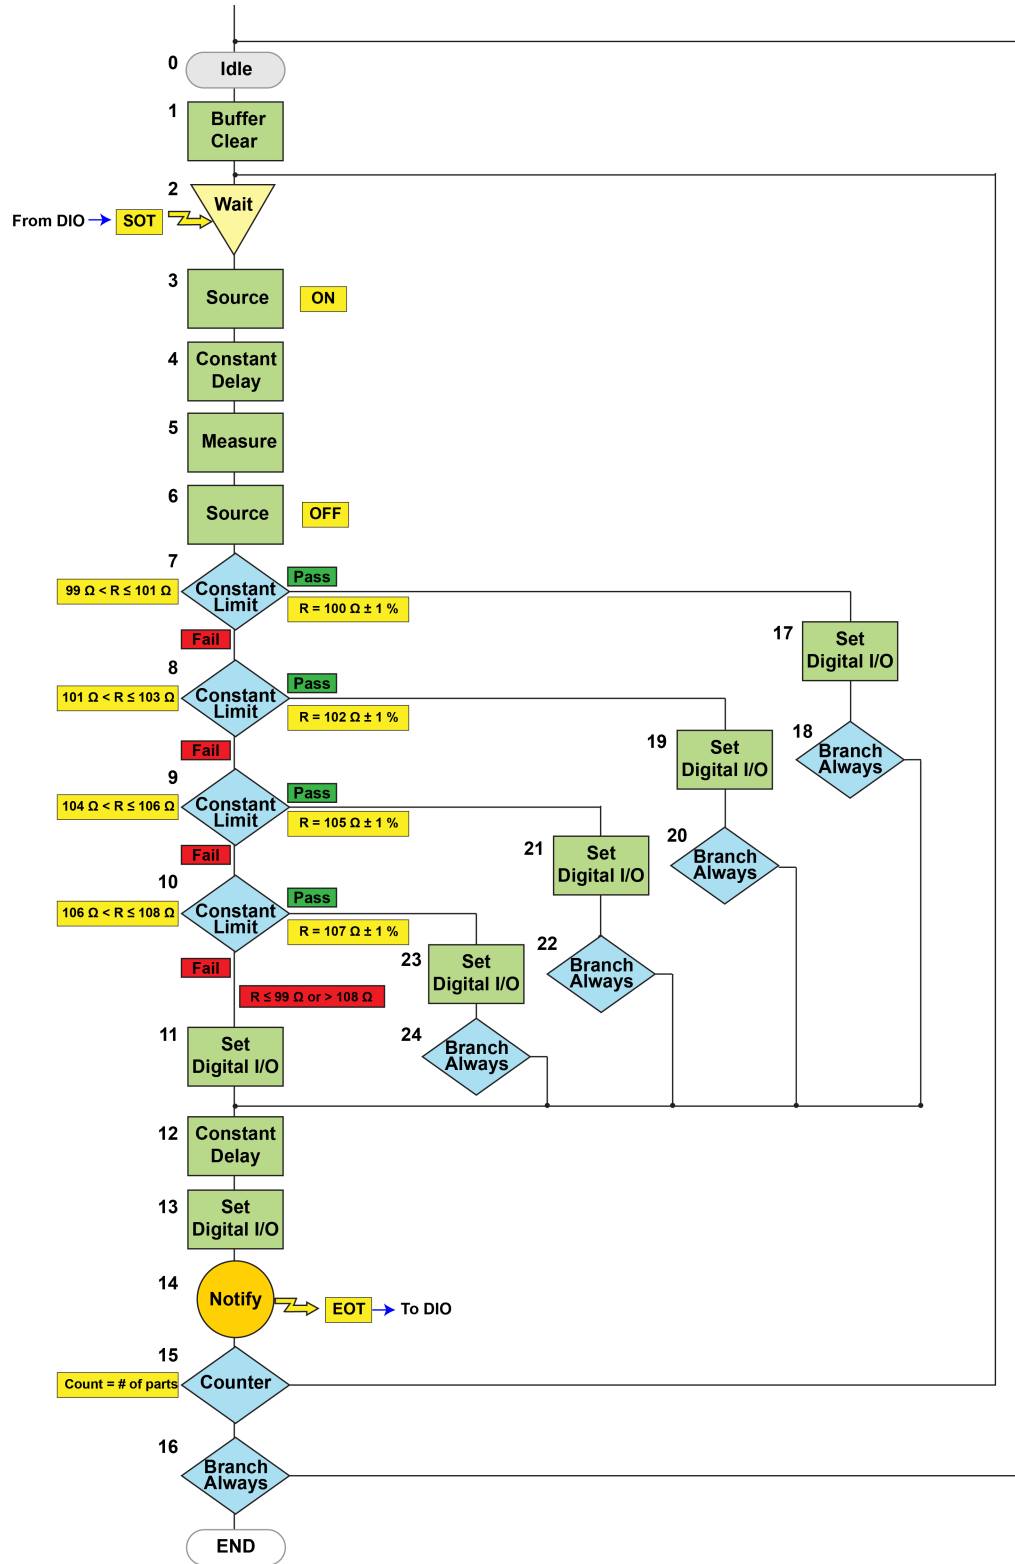 0
Idle
1
Buffer
Clear
2
Wait
From DIO
SOT
3
Source
ON
4
Constant
Delay
5
Measure
6
Source
OFF
7
99 Ω < R ≤ 101 Ω
Constant
Limit
Pass
R = 100 Ω ± 1 %
Fail
17
Set
Digital I/O
8
101 Ω < R ≤ 103 Ω
Constant
Limit
Pass
R = 102 Ω ± 1 %
Fail
18
Branch
Always
19
Set
Digital I/O
9
104 Ω < R ≤ 106 Ω
Constant
Limit
Pass
R = 105 Ω ± 1 %
Fail
20
Branch
Always
21
Set
Digital I/O
10
106 Ω < R ≤ 108 Ω
Constant
Limit
Pass
R = 107 Ω ± 1 %
Fail
22
Branch
Always
23
Set
Digital I/O
R ≤ 99 Ω or > 108 Ω
11
Set
Digital I/O
24
Branch
Always
12
Constant
Delay
13
Set
Digital I/O
14
Notify
EOT
To DIO
15
Count = # of parts
Counter
16
Branch
Always
END